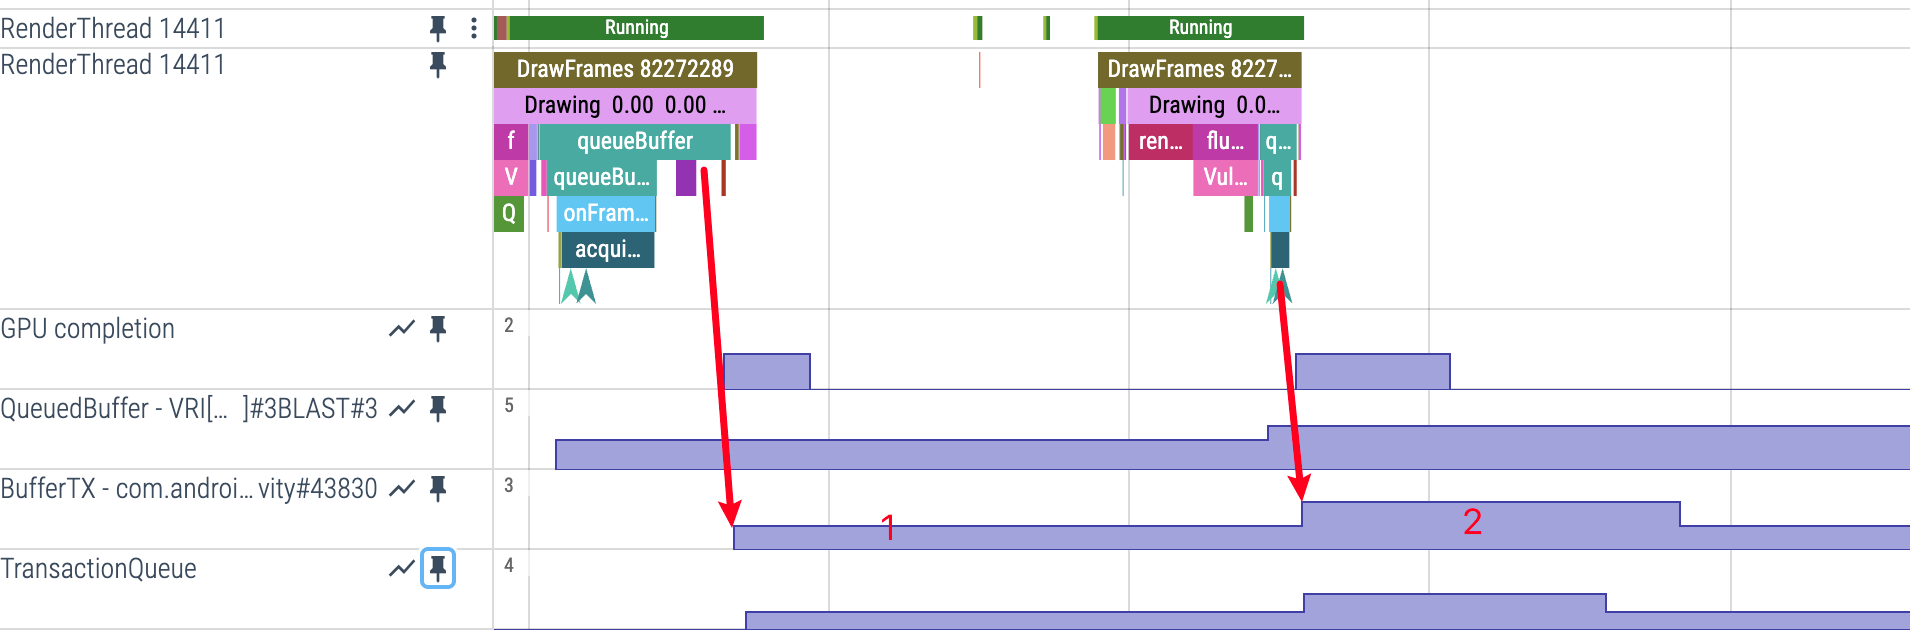 RenderThread 14411 Running Running
RenderThread 14411 DrawFrames 82272289 DrawFrames 8227...
Drawing 0.00 0.00 ... Drawing 0.0...
f queueBuffer ren... flu... q...
V queueBu... Vul... q
Q onFram...
acqui...
GPU completion 2
QueuedBuffer - VRI[... ]#3BLAST#3 5
BufferTX - com.androi... vity#43830 3
1 2
TransactionQueue 4